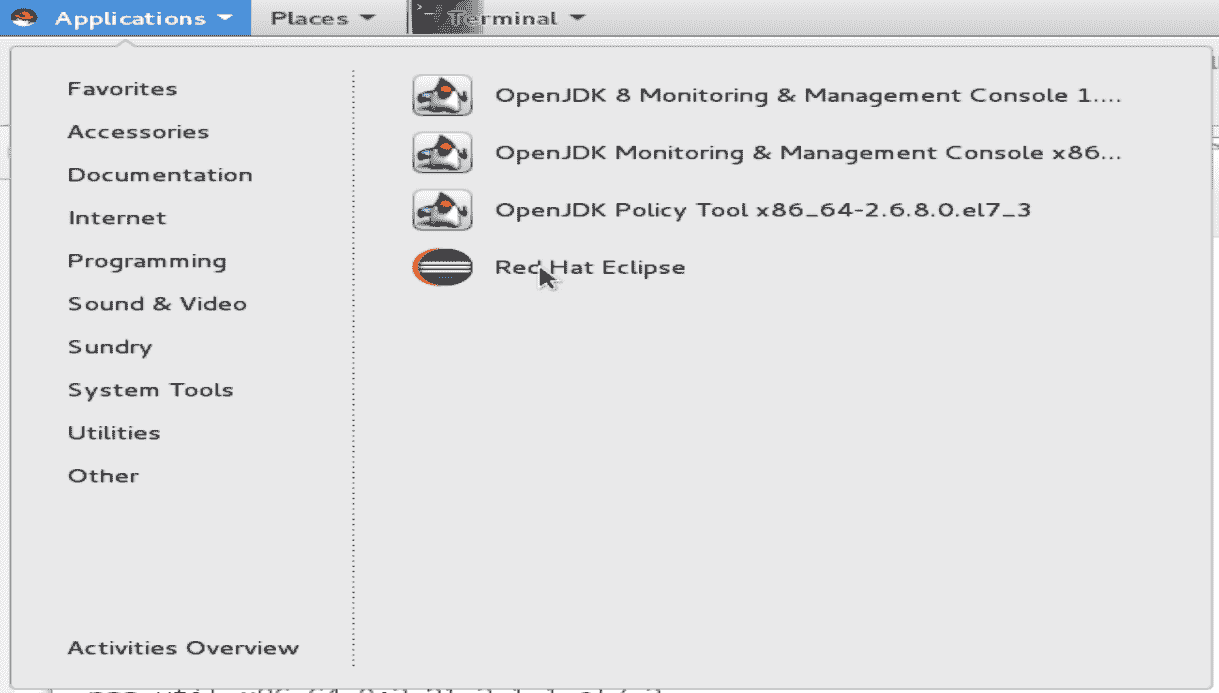 Applications Places Terminal
Favorites
Accessories
Documentation
Internet
Programming
Sound & Video
Sundry
System Tools
Utilities
Other
Activities Overview
OpenJDK 8 Monitoring & Management Console 1....
OpenJDK Monitoring & Management Console x86...
OpenJDK Policy Tool x86_64-2.6.8.0.el7_3
Red Hat Eclipse